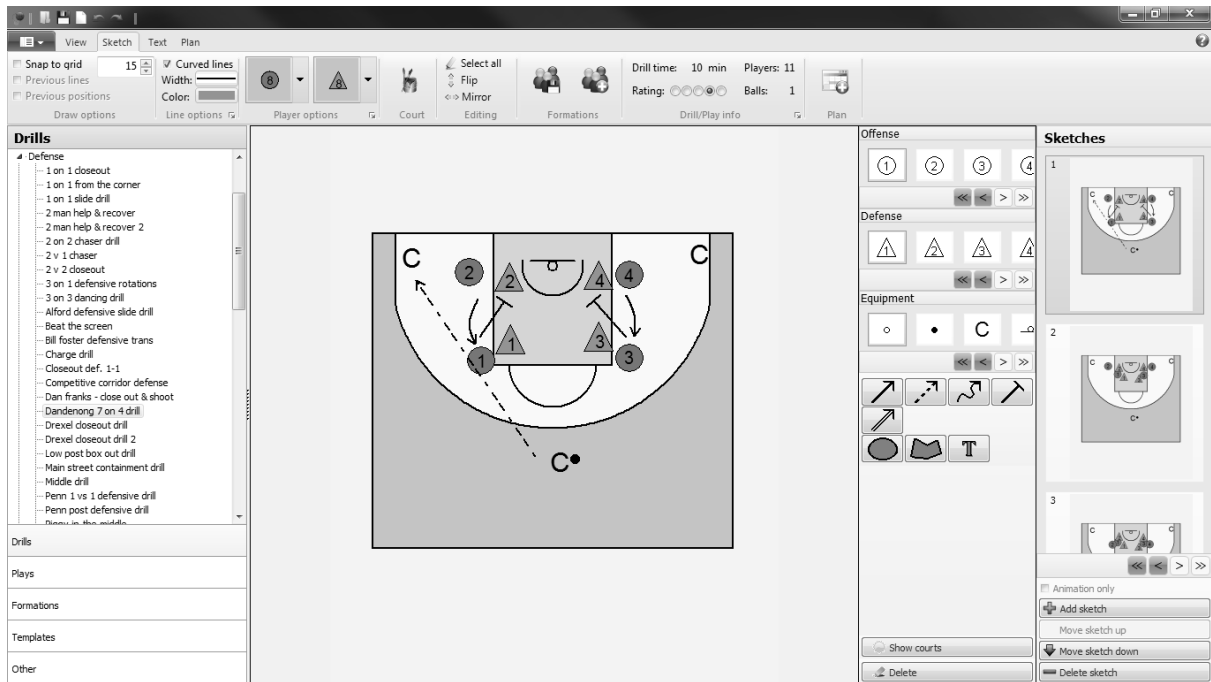 View Sketch Text Plan
Snap to grid 15
Previous lines
Previous positions
Draw options
Curved lines
Width:
Color:
Line options
8 8
Player options
Court
Select all
Flip
Mirror
Editing
Formations
Drill time: 10 min Players: 11
Rating: Balls: 1
Drill/Play info
Plan
Drills
Defense
1 on 1 closeout
1 on 1 from the corner
1 on 1 slide drill
2 man help & recover
2 man help & recover 2
2 on 2 chaser drill
2 v 1 chaser
2 v 2 closeout
3 on 1 defensive rotations
3 on 3 dancing drill
Alford defensive slide drill
Beat the screen
Bill foster defensive trans
Charge drill
Closeout def. 1-1
Competitive corridor defense
Dan franks - close out & shoot
Dandenong 7 on 4 drill
Drexel closeout drill
Drexel closeout drill 2
Low post box out drill
Main street containment drill
Middle drill
Penn 1 vs 1 defensive drill
Penn post defensive drill
Piggy in the middle
Drills
Plays
Formations
Templates
Other
C C
2 2 4 4
1 1 3 3
C
Offense
1 2 3 4
Defense
1 2 3 4
Equipment
C
T
Show courts
Delete
Sketches
1
C C
C
2
C C
C
3
C C
Animation only
Add sketch
Move sketch up
Move sketch down
Delete sketch